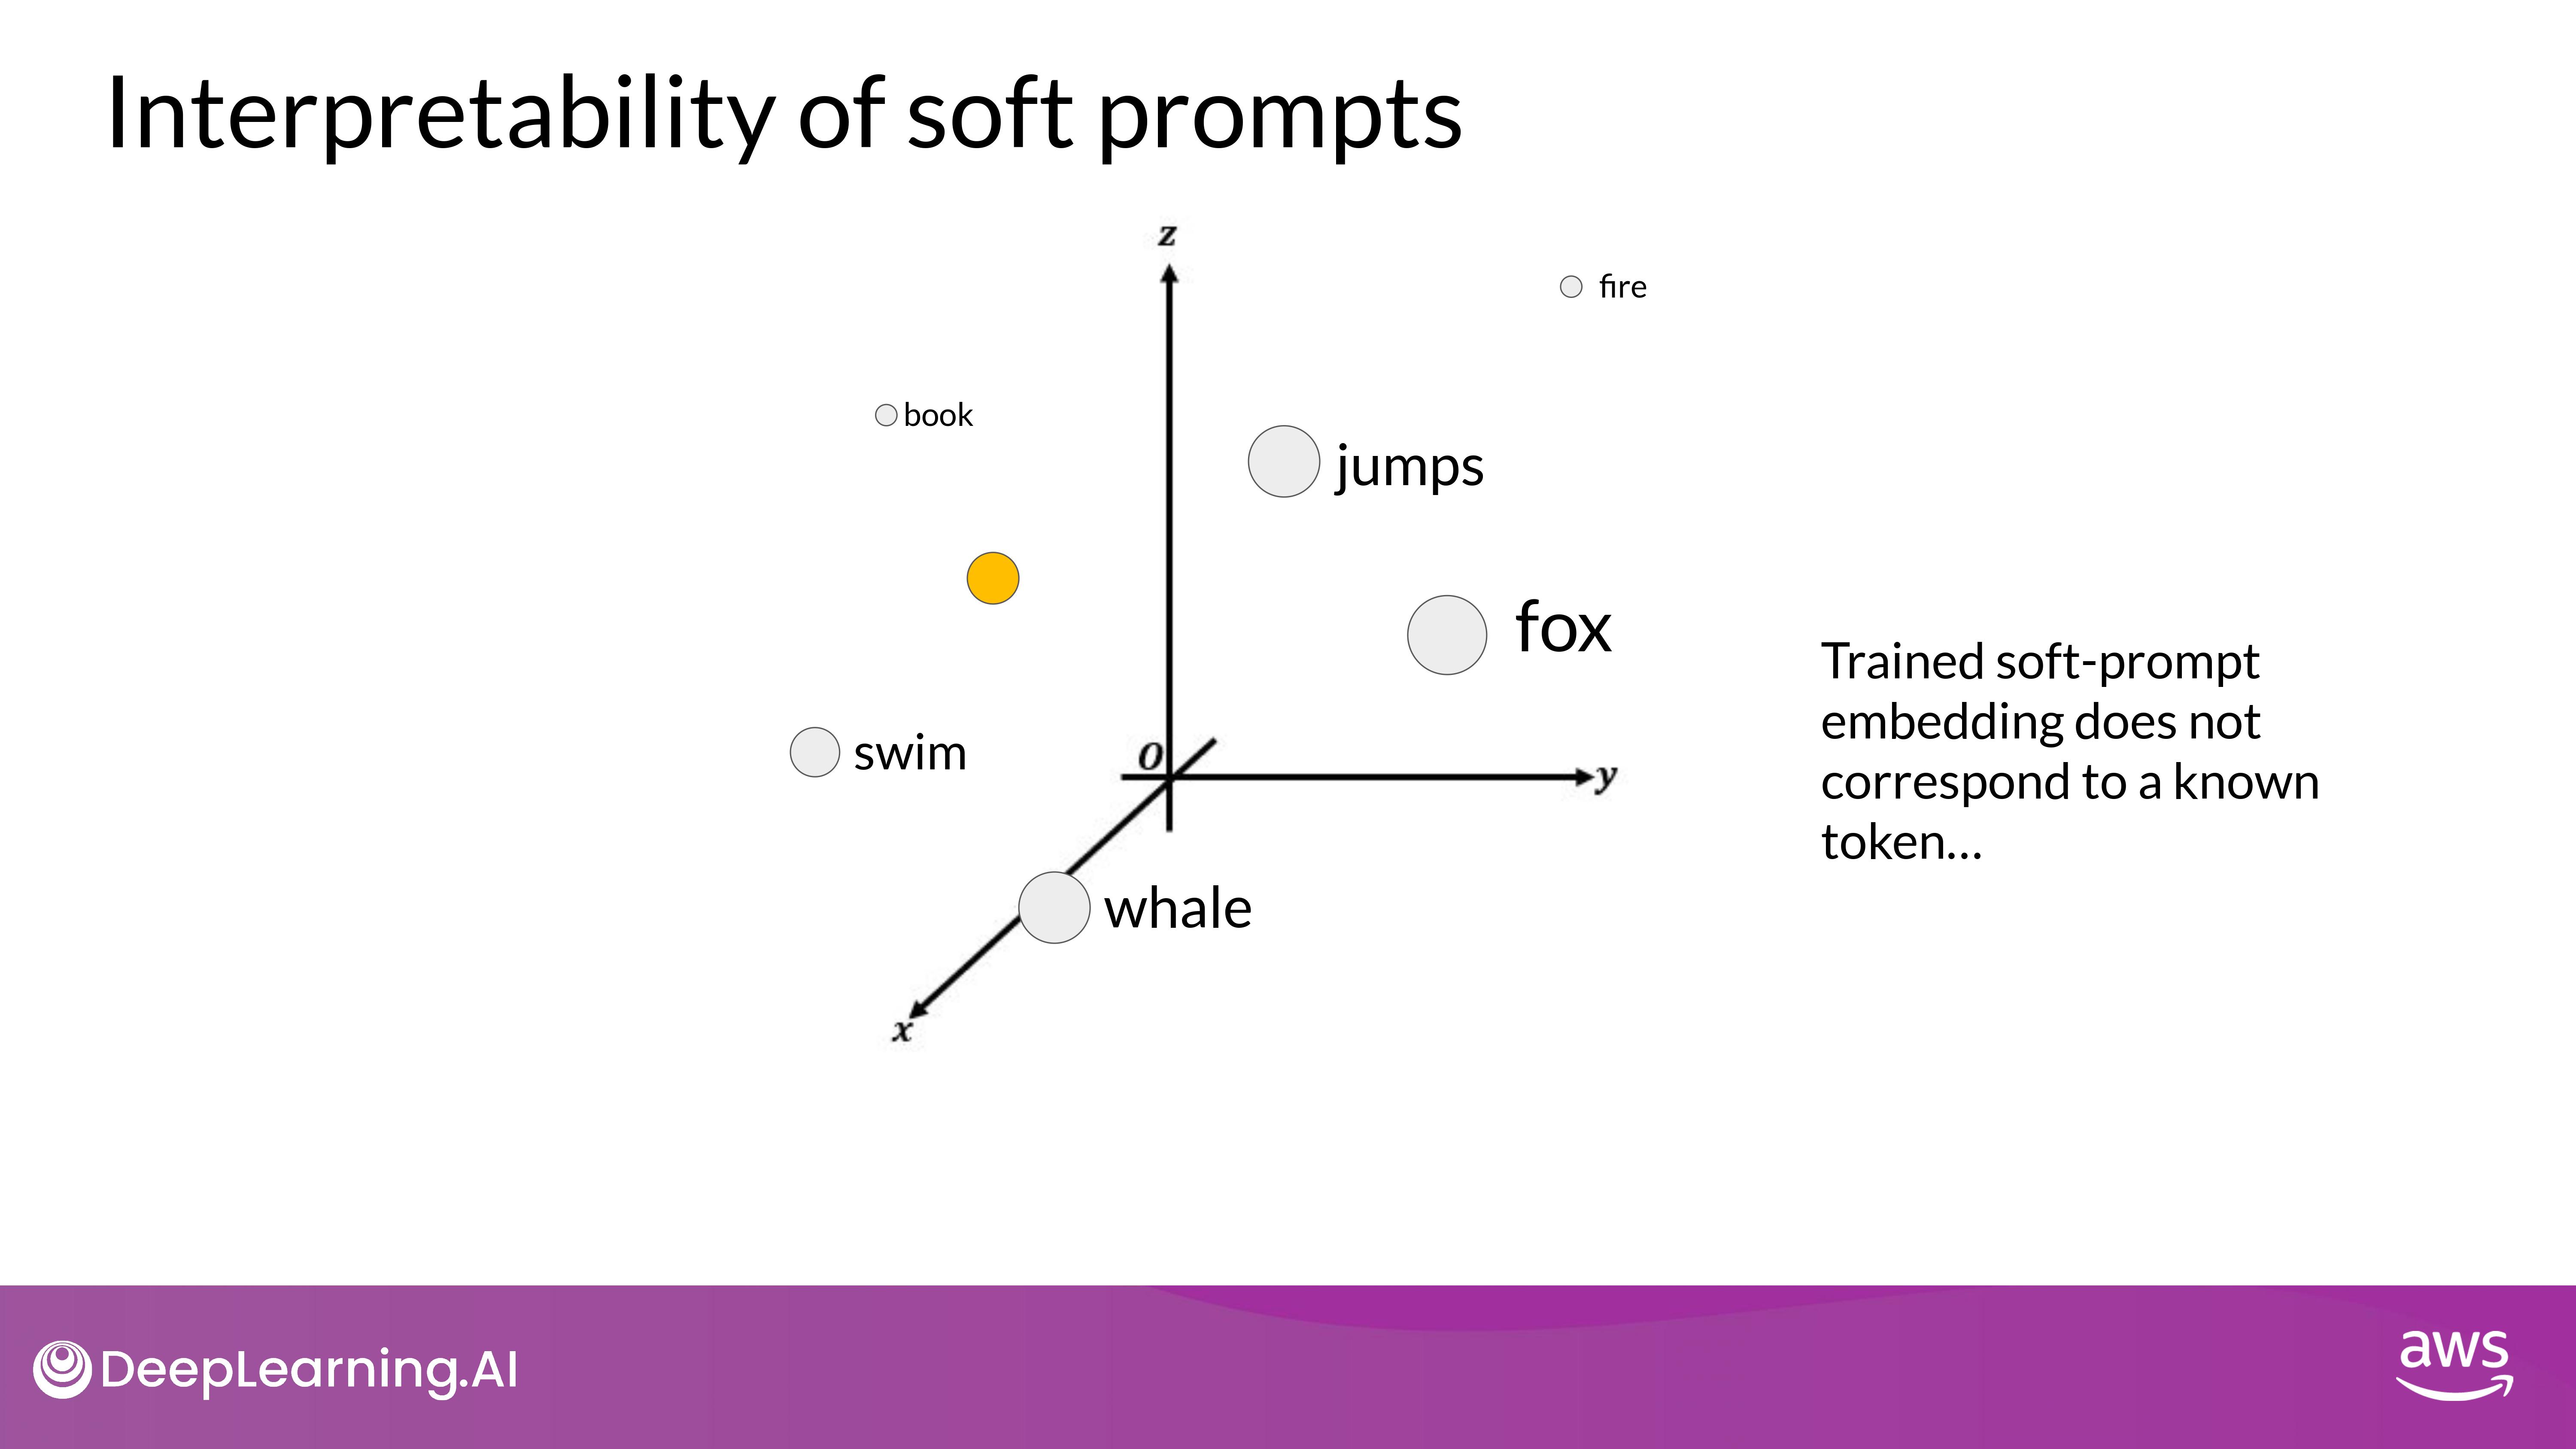 Interpretability of soft prompts
z
fire
book
jumps
fox
swim
O
y
whale
x
Trained soft-prompt
embedding does not
correspond to a known
token...
DeepLearning.AI
aws